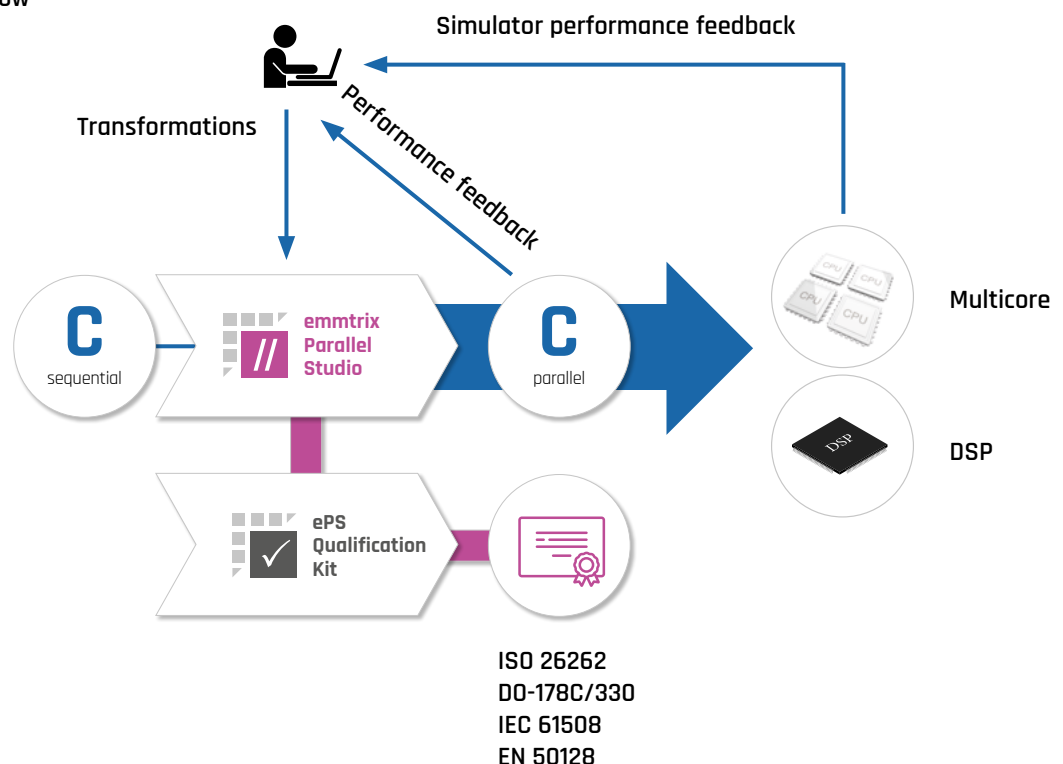 Simulator performance feedback
Transformations
Performance feedback
C
sequential
//
emmtrix
Parallel
Studio
C
parallel
CPU
CPU
CPU
CPU
Multicore
DSP
DSP
ePS
Qualification
Kit
ISO 26262
DO-178C/330
IEC 61508
EN 50128